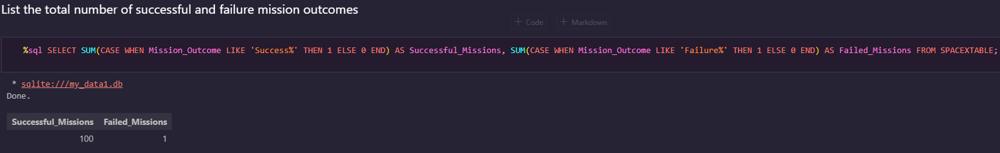 List the total number of successful and failure mission outcomes
+ Code + Markdown
%sql SELECT SUM(CASE WHEN Mission_Outcome LIKE 'Success%' THEN 1 ELSE 0 END) AS Successful_Missions, SUM(CASE WHEN Mission_Outcome LIKE 'Failure%' THEN 1 ELSE 0 END) AS Failed_Missions FROM SPACEXTABLE;
* sqlite:///my_data1.db
Done.
Successful_Missions Failed_Missions
100 1